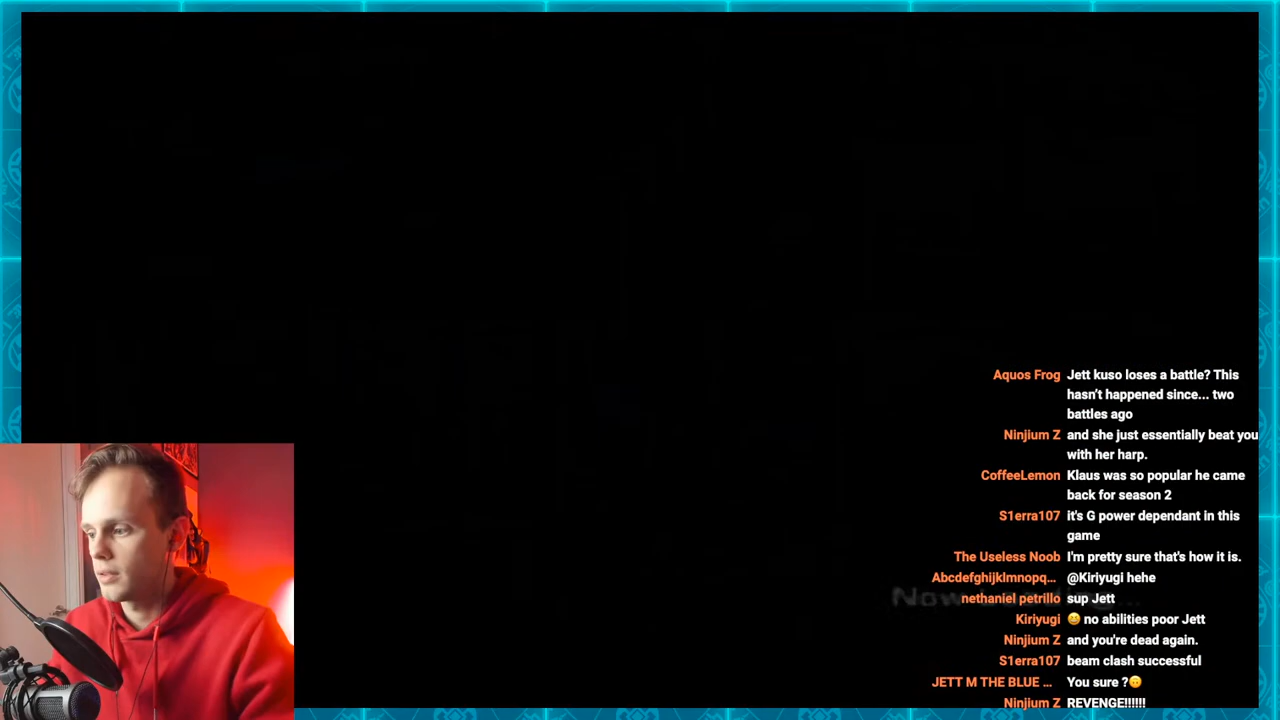 Aquos Frog Jett kuso loses a battle? This
hasn't happened since... two
battles ago
Ninjium Z and she just essentially beat you
with her harp.
CoffeeLemon Klaus was so popular he came
back for season 2
S1erra107 it's G power dependant in this
game
The Useless Noob I'm pretty sure that's how it is.
Abcdefghijklmnopq... @Kiriyugi hehe
nethaniel petrillo sup Jett
Now
Kiriyugi 😄 no abilities poor Jett
Ninjium Z and you're dead again.
S1erra107 beam clash successful
JETT M THE BLUE ... You sure ?🙃
Ninjium Z REVENGE!!!!!!